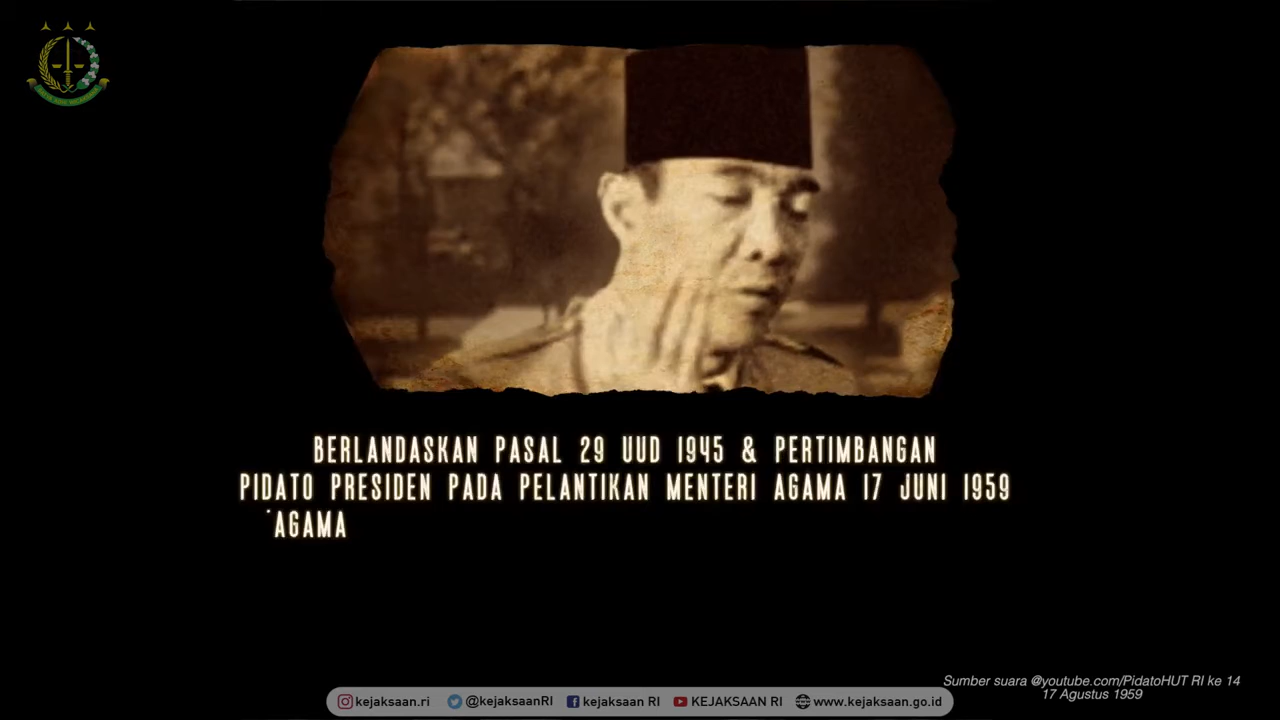 BERLANDASKAN PASAL 29 UUD 1945 & PERTIMBANGAN
PIDATO PRESIDEN PADA PELANTIKAN MENTERI AGAMA 17 JUNI 1959
"AGAMA
Sumber suara @youtube.com/PidatoHUT RI ke 14
17 Agustus 1959
kejaksaan.ri @kejaksaanRI kejaksaan RI KEJAKSAAN RI www.kejaksaan.go.id